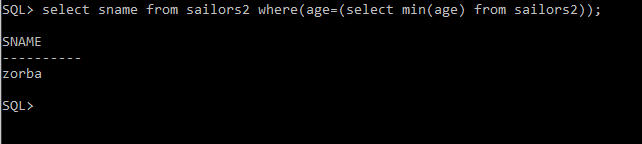 SQL> select sname from sailors2 where(age=(select min(age) from sailors2));
SNAME
----------
zorba
SQL>